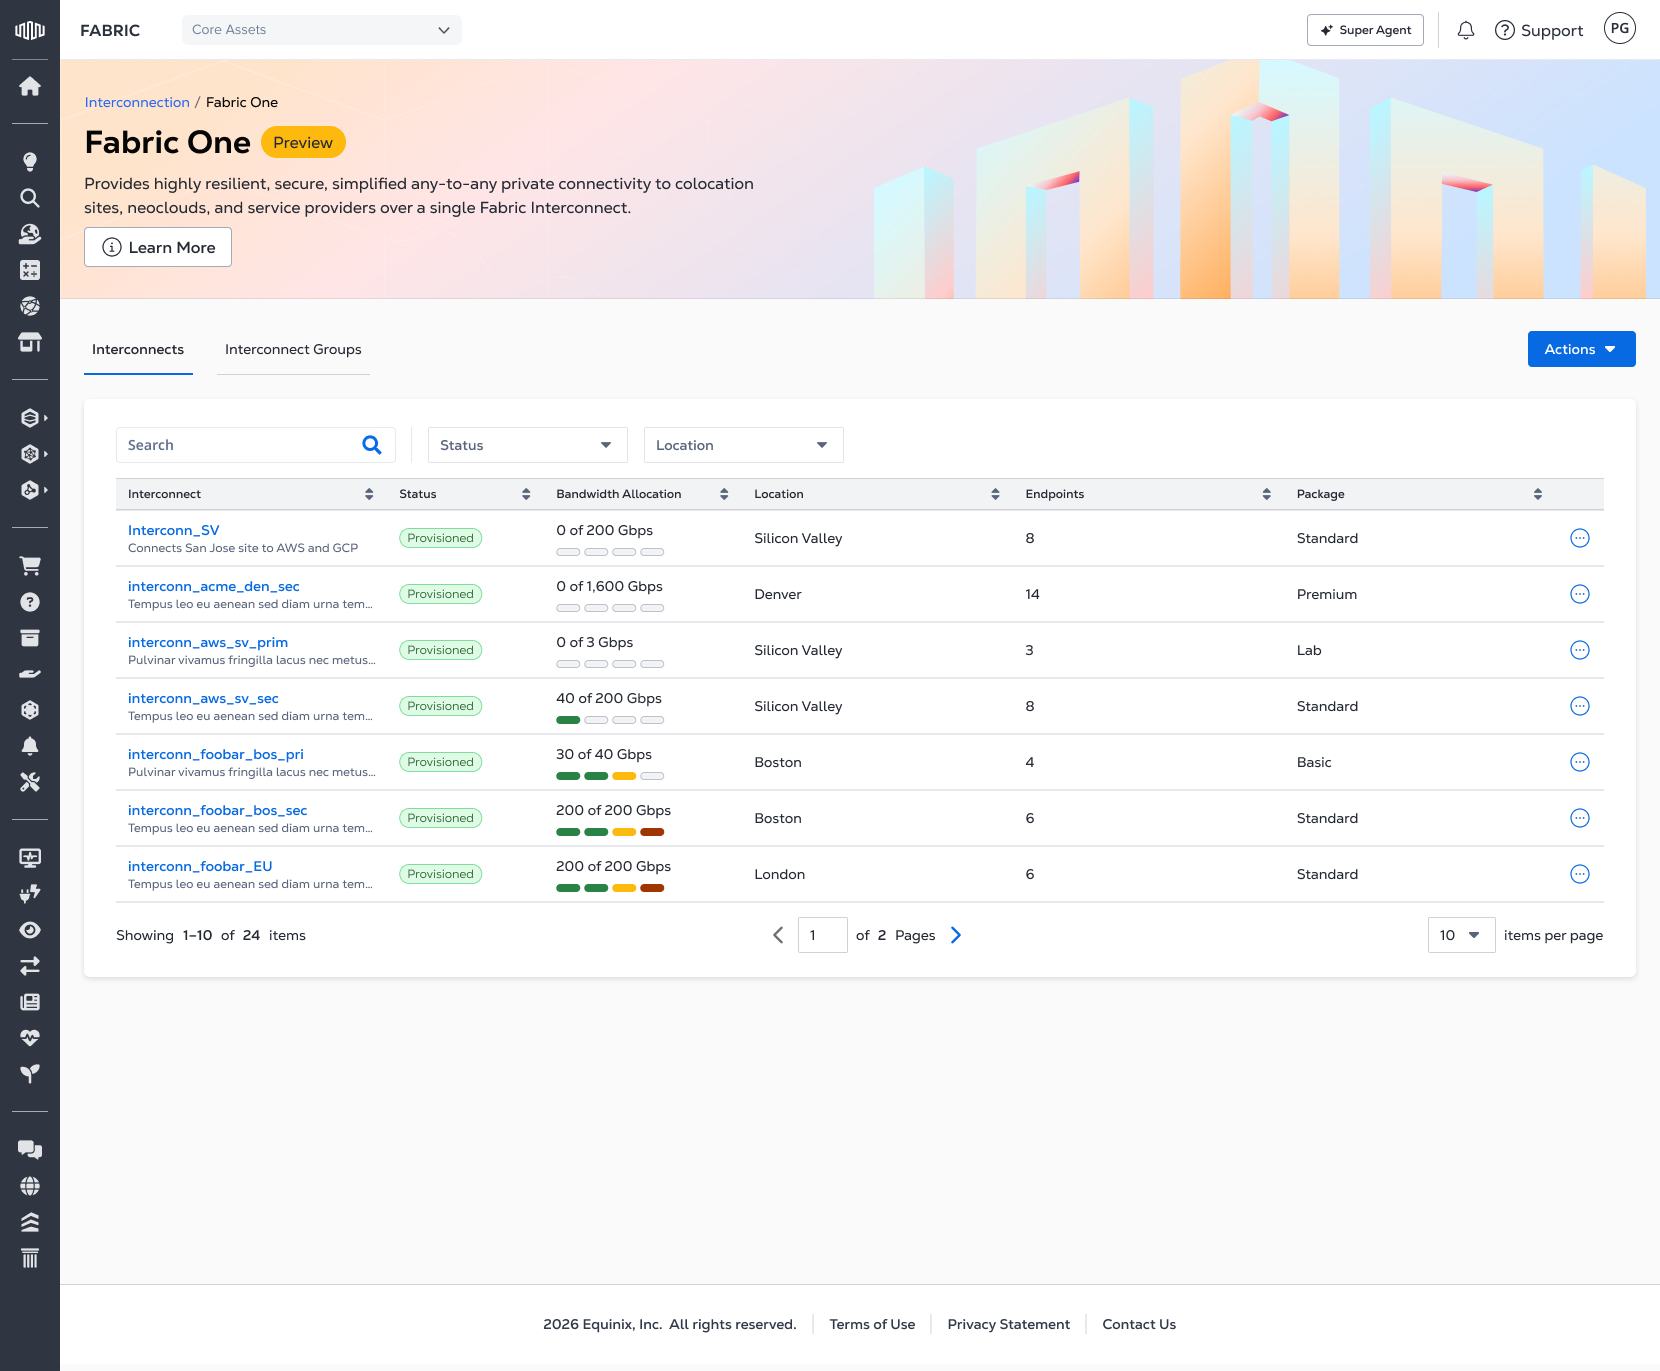 FABRIC
Core Assets
Super Agent
Support
PG
Interconnection / Fabric One
Fabric One
Preview
Provides highly resilient, secure, simplified any-to-any private connectivity to colocation
sites, neoclouds, and service providers over a single Fabric Interconnect.
Learn More
Interconnects
Interconnect Groups
Actions
Search
Status
Location
Interconnect Status Bandwidth Allocation Location Endpoints Package
Interconn_SV
Connects San Jose site to AWS and GCP
Provisioned
0 of 200 Gbps
Silicon Valley
8
Standard
interconn_acme_den_sec
Tempus leo eu aenean sed diam urna tem...
Provisioned
0 of 1,600 Gbps
Denver
14
Premium
interconn_aws_sv_prim
Pulvinar vivamus fringilla lacus nec metus...
Provisioned
0 of 3 Gbps
Silicon Valley
3
Lab
interconn_aws_sv_sec
Tempus leo eu aenean sed diam urna tem...
Provisioned
40 of 200 Gbps
Silicon Valley
8
Standard
interconn_foobar_bos_pri
Pulvinar vivamus fringilla lacus nec metus...
Provisioned
30 of 40 Gbps
Boston
4
Basic
interconn_foobar_bos_sec
Tempus leo eu aenean sed diam urna tem...
Provisioned
200 of 200 Gbps
Boston
6
Standard
interconn_foobar_EU
Tempus leo eu aenean sed diam urna tem...
Provisioned
200 of 200 Gbps
London
6
Standard
Showing 1–10 of 24 items
1 of 2 Pages
10 items per page
2026 Equinix, Inc. All rights reserved.
Terms of Use
Privacy Statement
Contact Us